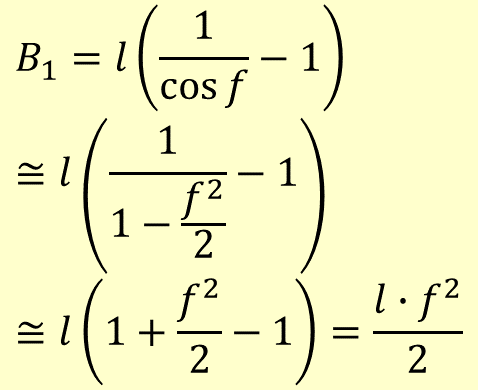 B₁ = l(1/cos f − 1)
≅ l(1/(1 − f²/2) − 1)
≅ l(1 + f²/2 − 1) = l · f²/2